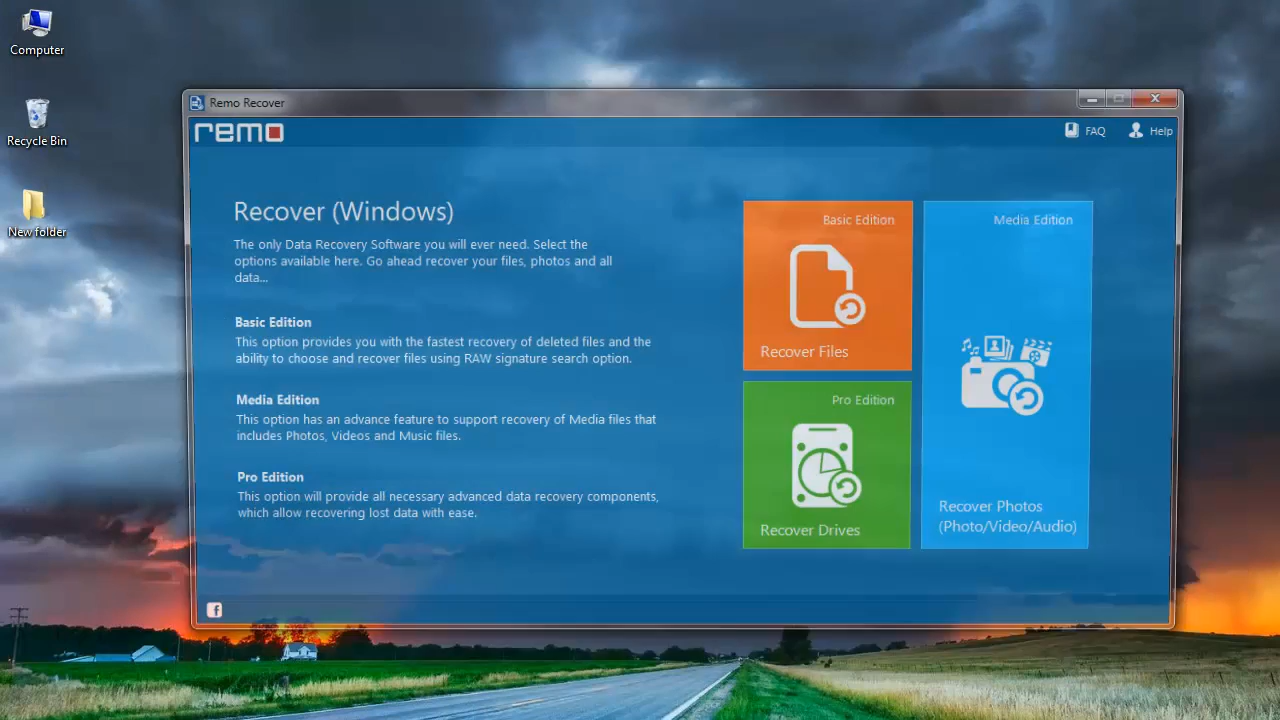 Computer
Recycle Bin
New folder
Remo Recover
remo
FAQ
Help
Recover (Windows)
The only Data Recovery Software you will ever need. Select the
options available here. Go ahead recover your files, photos and all
data...
Basic Edition
This option provides you with the fastest recovery of deleted files and the
ability to choose and recover files using RAW signature search option.
Media Edition
This option has an advance feature to support recovery of Media files that
includes Photos, Videos and Music files.
Pro Edition
This option will provide all necessary advanced data recovery components,
which allow recovering lost data with ease.
Basic Edition
Recover Files
Media Edition
Recover Photos
(Photo/Video/Audio)
Pro Edition
Recover Drives
f